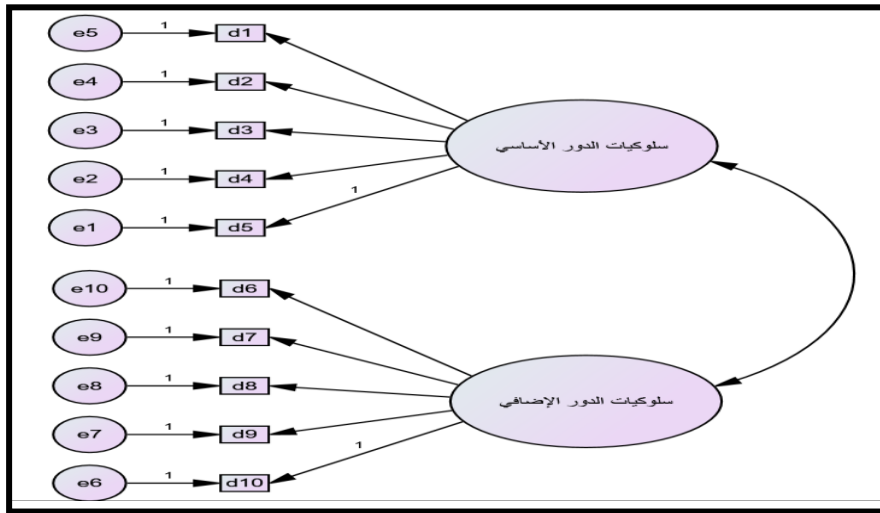 e5 1 d1
e4 1 d2
e3 1 d3
سلوكيات الدور الأساسي
e2 1 d4
1
e1 1 d5
e10 1 d6
e9 1 d7
e8 1 d8
سلوكيات الدور الإضافي
e7 1 d9
1
e6 1 d10